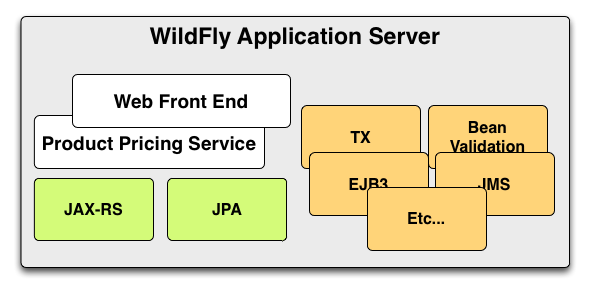 WildFly Application Server
Web Front End
Product Pricing Service
TX
Bean
Validation
EJB3
JMS
JAX-RS
JPA
Etc...